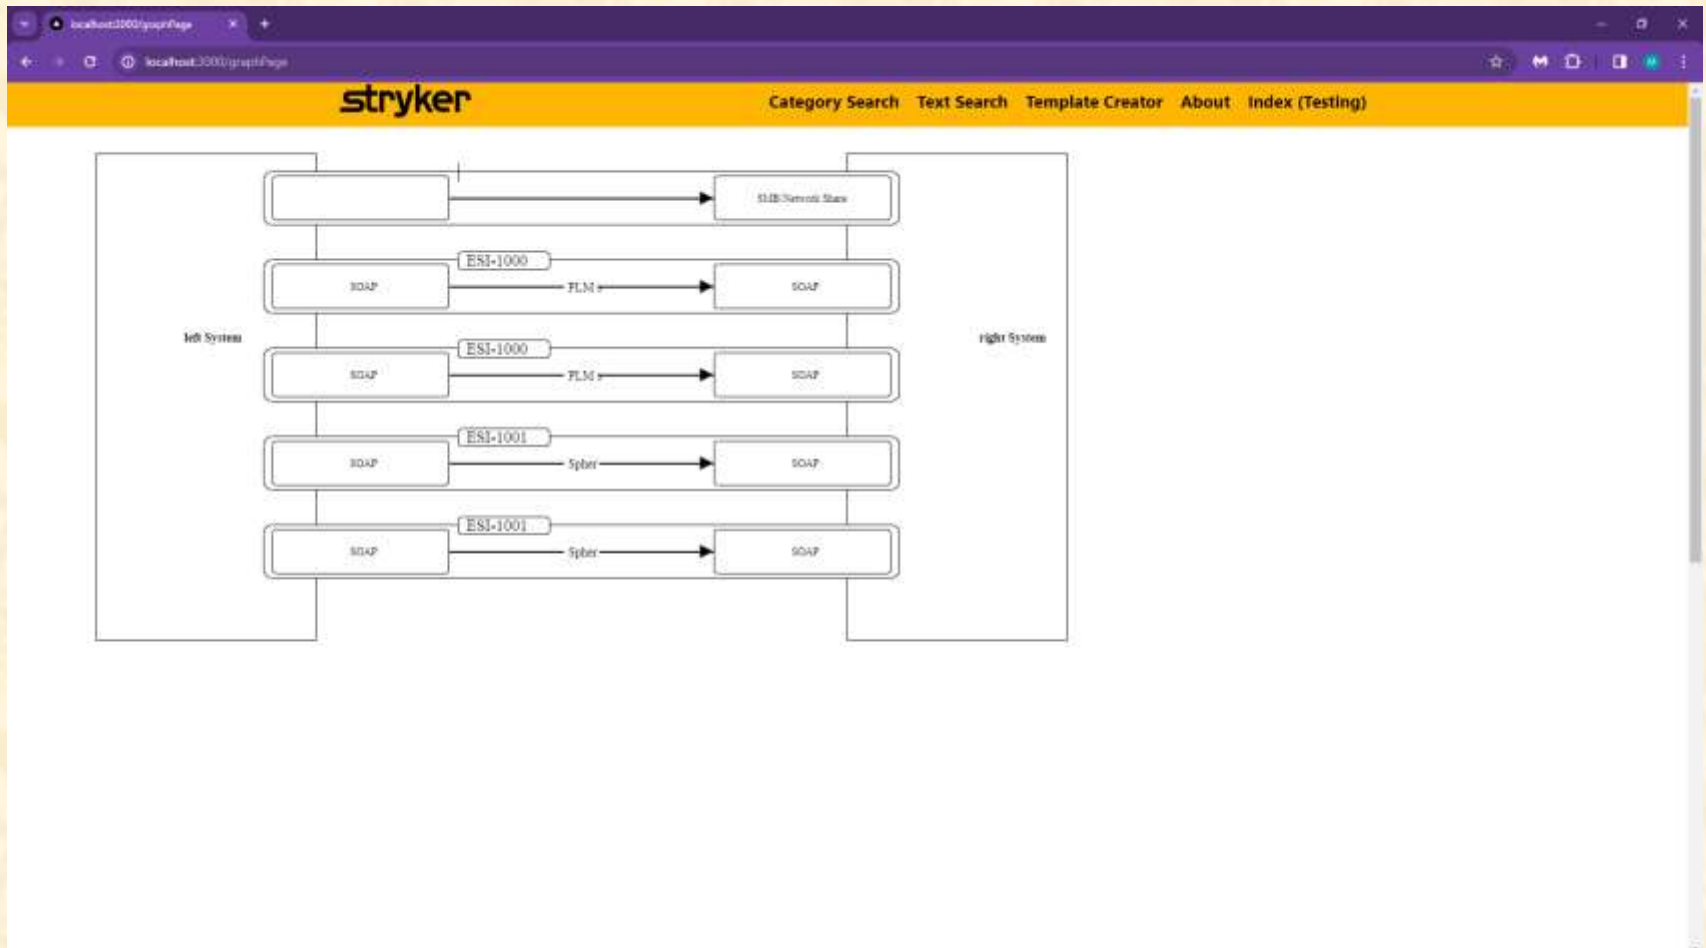 localhost:3000/graphPage
localhost:3000/graphPage
stryker
Category Search Text Search Template Creator About Index (Testing)
SMB Network Share
ESI-1000
SOAP PLM SOAP
left System right System
ESI-1000
SOAP PLM SOAP
ESI-1001
SOAP Spher SOAP
ESI-1001
SOAP Spher SOAP